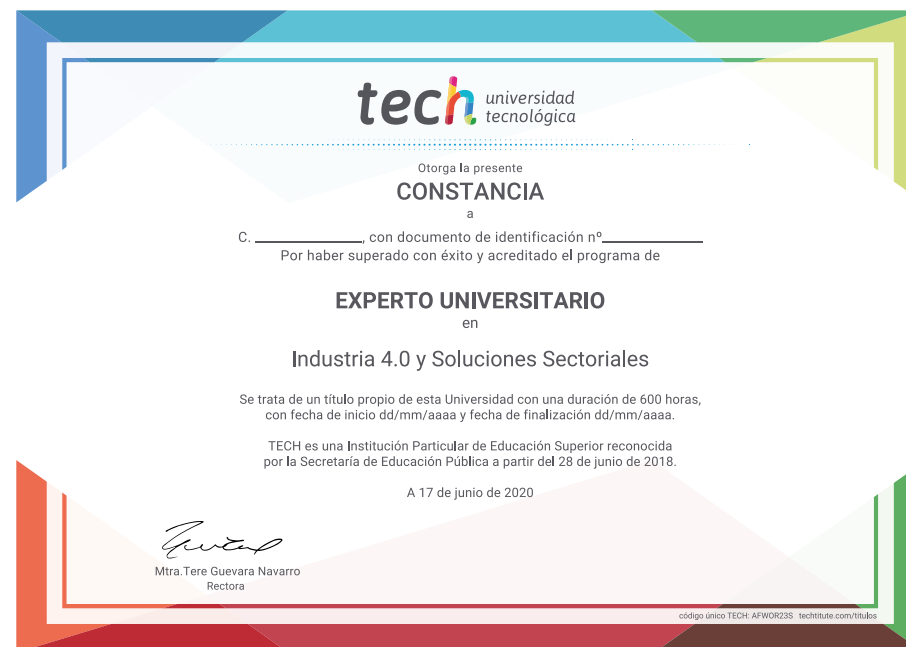 tech universidad
tecnológica
Otorga la presente
CONSTANCIA
a
C. ____________, con documento de identificación nº____________
Por haber superado con éxito y acreditado el programa de
EXPERTO UNIVERSITARIO
en
Industria 4.0 y Soluciones Sectoriales
Se trata de un título propio de esta Universidad con una duración de 600 horas,
con fecha de inicio dd/mm/aaaa y fecha de finalización dd/mm/aaaa.
TECH es una Institución Particular de Educación Superior reconocida
por la Secretaría de Educación Pública a partir del 28 de junio de 2018.
A 17 de junio de 2020
Mtra.Tere Guevara Navarro
Rectora
código único TECH: AFWOR23S techtitute.com/titulos